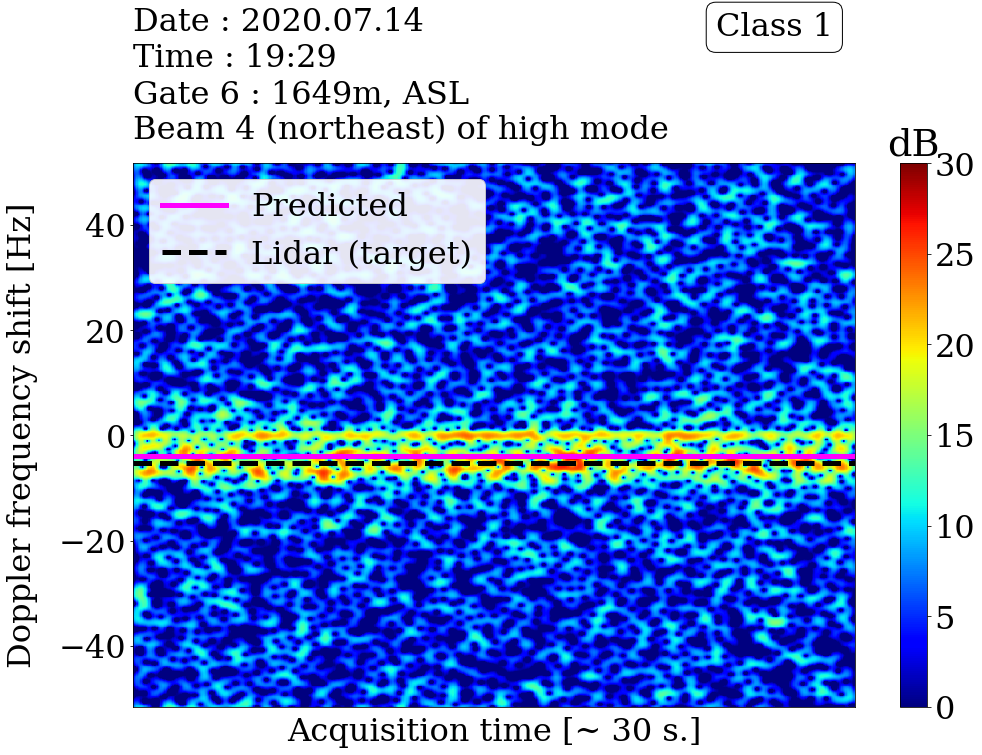 Date : 2020.07.14
Time : 19:29
Gate 6 : 1649m, ASL
Beam 4 (northeast) of high mode
Class 1
dB
Predicted
Lidar (target)
Doppler frequency shift [Hz]
40
20
0
−20
−40
30
25
20
15
10
5
0
Acquisition time [~ 30 s.]